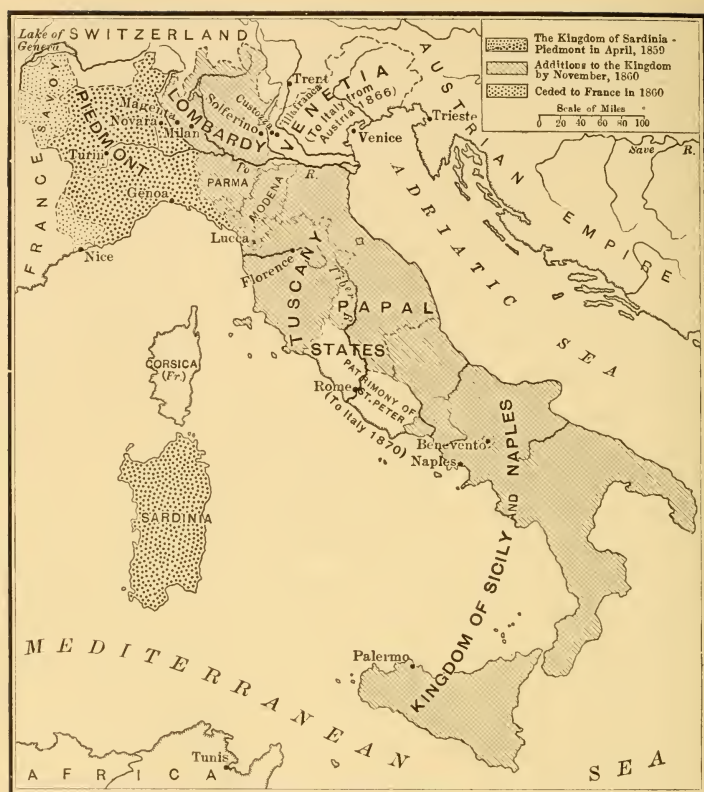 Lake of
Geneva
SWITZERLAND
The Kingdom of Sardinia -
Piedmont in April, 1859
Additions to the Kingdom
by November, 1860
Ceded to France in 1860
Scale of Miles
0 20 40 60 80 100
AUSTRIAN EMPIRE
Save R.
SAVOY
PIEDMONT
Magenta
Novara
Milan
Turin
LOMBARDY
Solferino
Custozza
Villafranca
Trent
VENETIA
(To Italy from
Austria 1866)
Venice
Trieste
FRANCE
Genoa
Nice
PARMA
MODENA
Po
R.
Lucca
Florence
TUSCANY
Tiber R.
PAPAL
STATES
ADRIATIC
SEA
CORSICA
(Fr.)
PATRIMONY OF
ST. PETER
Rome
(To Italy 1870)
Benevento
Naples
SARDINIA
KINGDOM OF SICILY AND NAPLES
MEDITERRANEAN
SEA
Palermo
Tunis
AFRICA